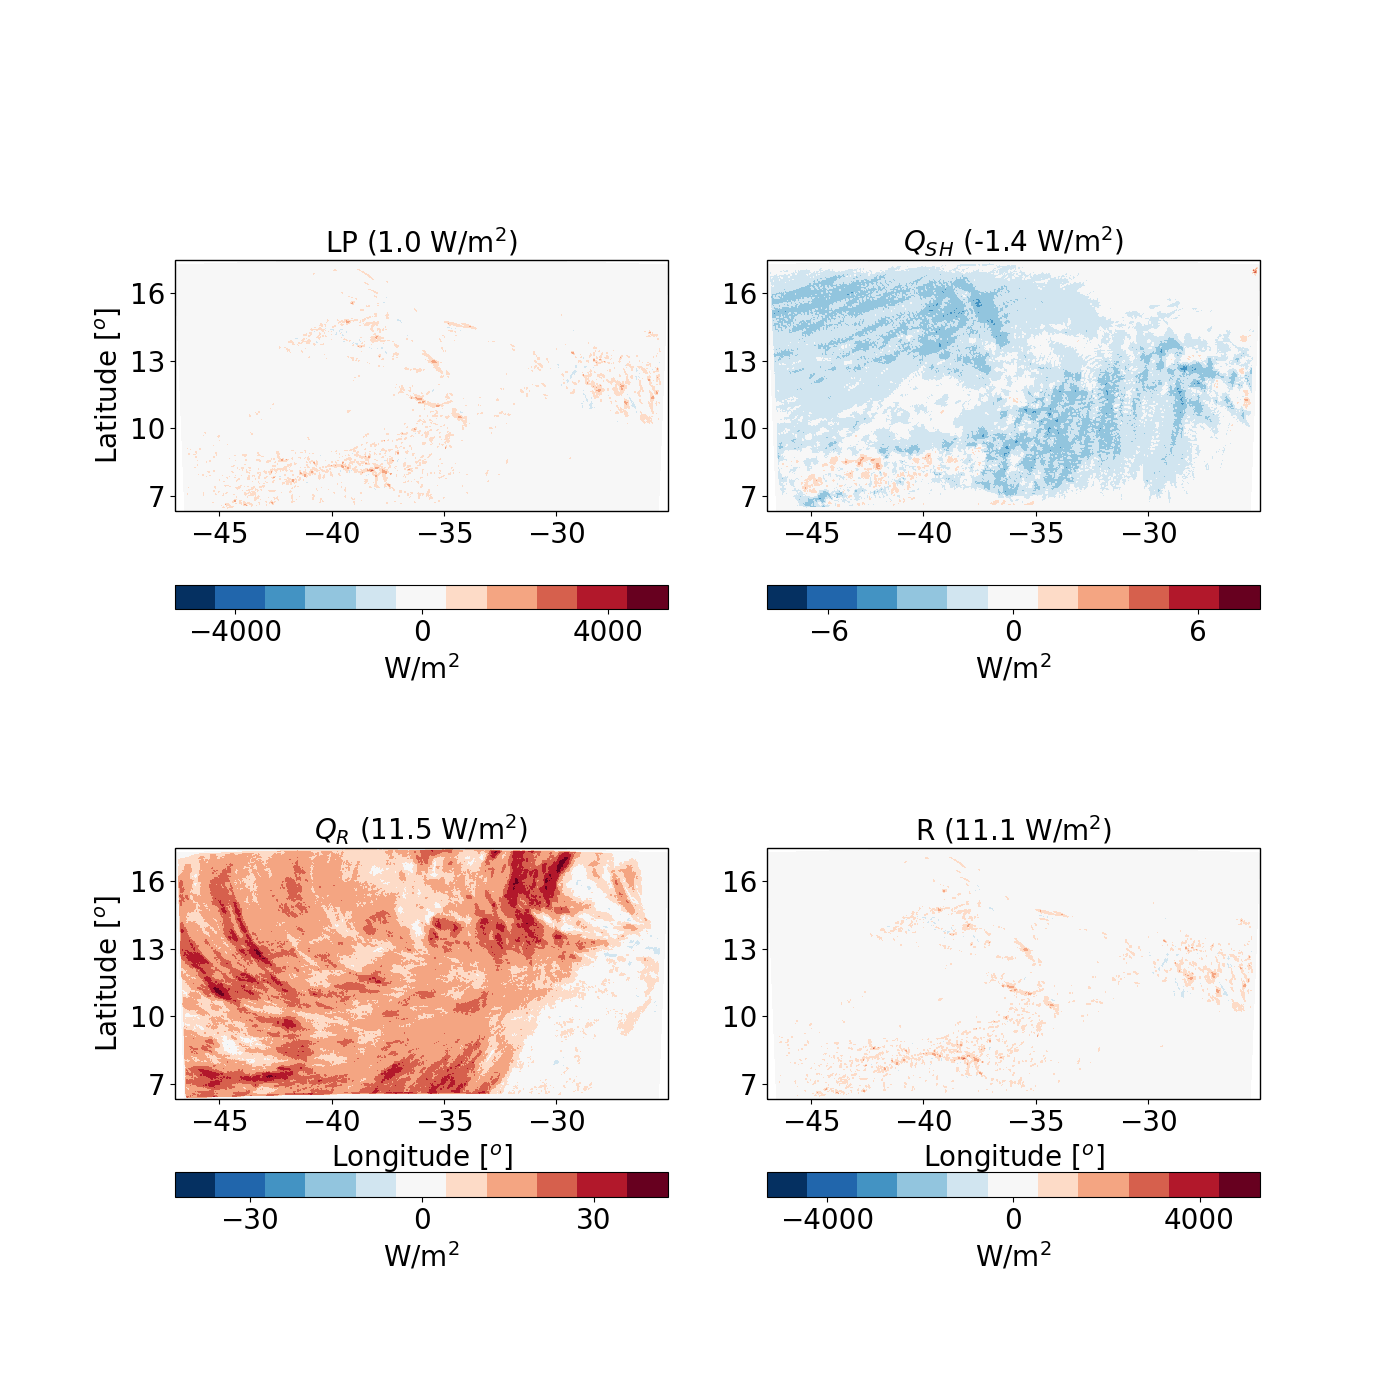 LP (1.0 W/m²)
Q_SH (-1.4 W/m²)
Latitude [°]
16
13
10
7
−45 −40 −35 −30
16
13
10
7
−45 −40 −35 −30
−4000 0 4000
W/m²
−6 0 6
W/m²
Q_R (11.5 W/m²)
R (11.1 W/m²)
Latitude [°]
16
13
10
7
−45 −40 −35 −30
Longitude [°]
16
13
10
7
−45 −40 −35 −30
Longitude [°]
−30 0 30
W/m²
−4000 0 4000
W/m²